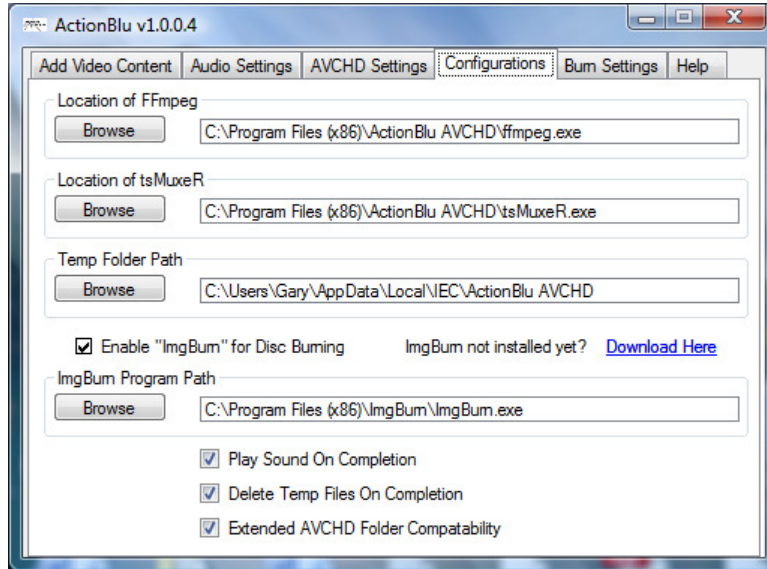 ActionBlu v1.0.0.4
Add Video Content Audio Settings AVCHD Settings Configurations Burn Settings Help
Location of FFmpeg
Browse C:\Program Files (x86)\ActionBlu AVCHD\ffmpeg.exe
Location of tsMuxeR
Browse C:\Program Files (x86)\ActionBlu AVCHD\tsMuxeR.exe
Temp Folder Path
Browse C:\Users\Gary\AppData\Local\IEC\ActionBlu AVCHD
Enable "ImgBurn" for Disc Burning ImgBurn not installed yet? Download Here
ImgBurn Program Path
Browse C:\Program Files (x86)\ImgBurn\ImgBurn.exe
Play Sound On Completion
Delete Temp Files On Completion
Extended AVCHD Folder Compatability